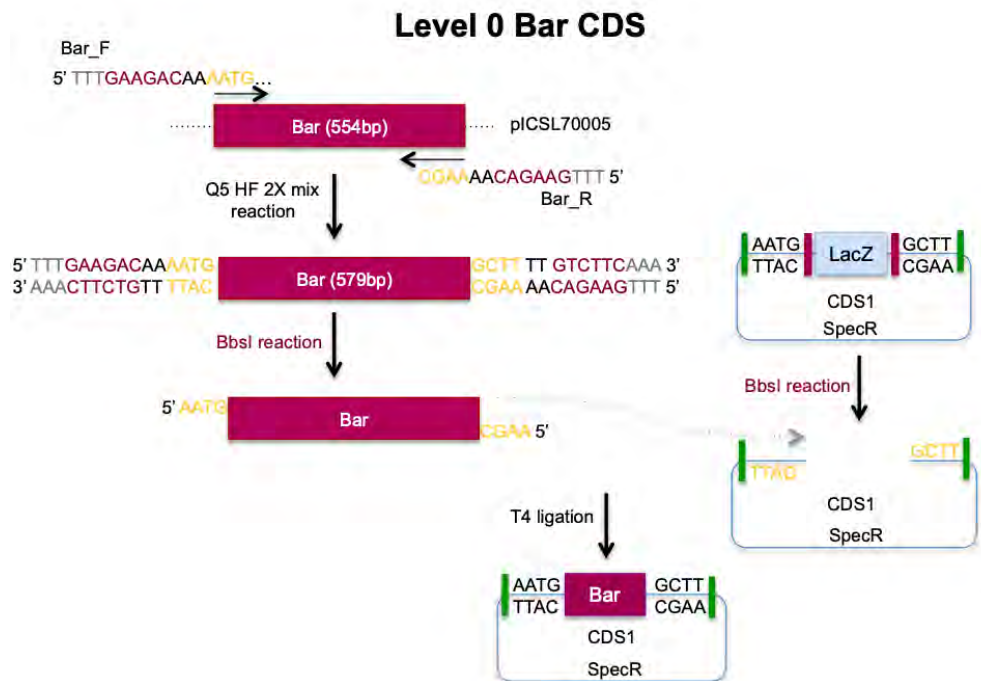 Level 0 Bar CDS
Bar_F
5' TTTGAAGACAAAATG...
Bar (554bp)
pICSL70005
CGAAAACAGAAGTTT 5'
Bar_R
Q5 HF 2X mix
reaction
5' TTTGAAGACAAAATG
GCTT TT GTCTTCAAA 3'
3' AAACTTCTGTT TTAC
CGAA AACAGAAGTTT 5'
Bar (579bp)
BbsI reaction
5' AATG
Bar
CGAA 5'
AATG
TTAC
LacZ
GCTT
CGAA
CDS1
SpecR
BbsI reaction
TTAC
GCTT
CDS1
SpecR
T4 ligation
AATG
TTAC
Bar
GCTT
CGAA
CDS1
SpecR